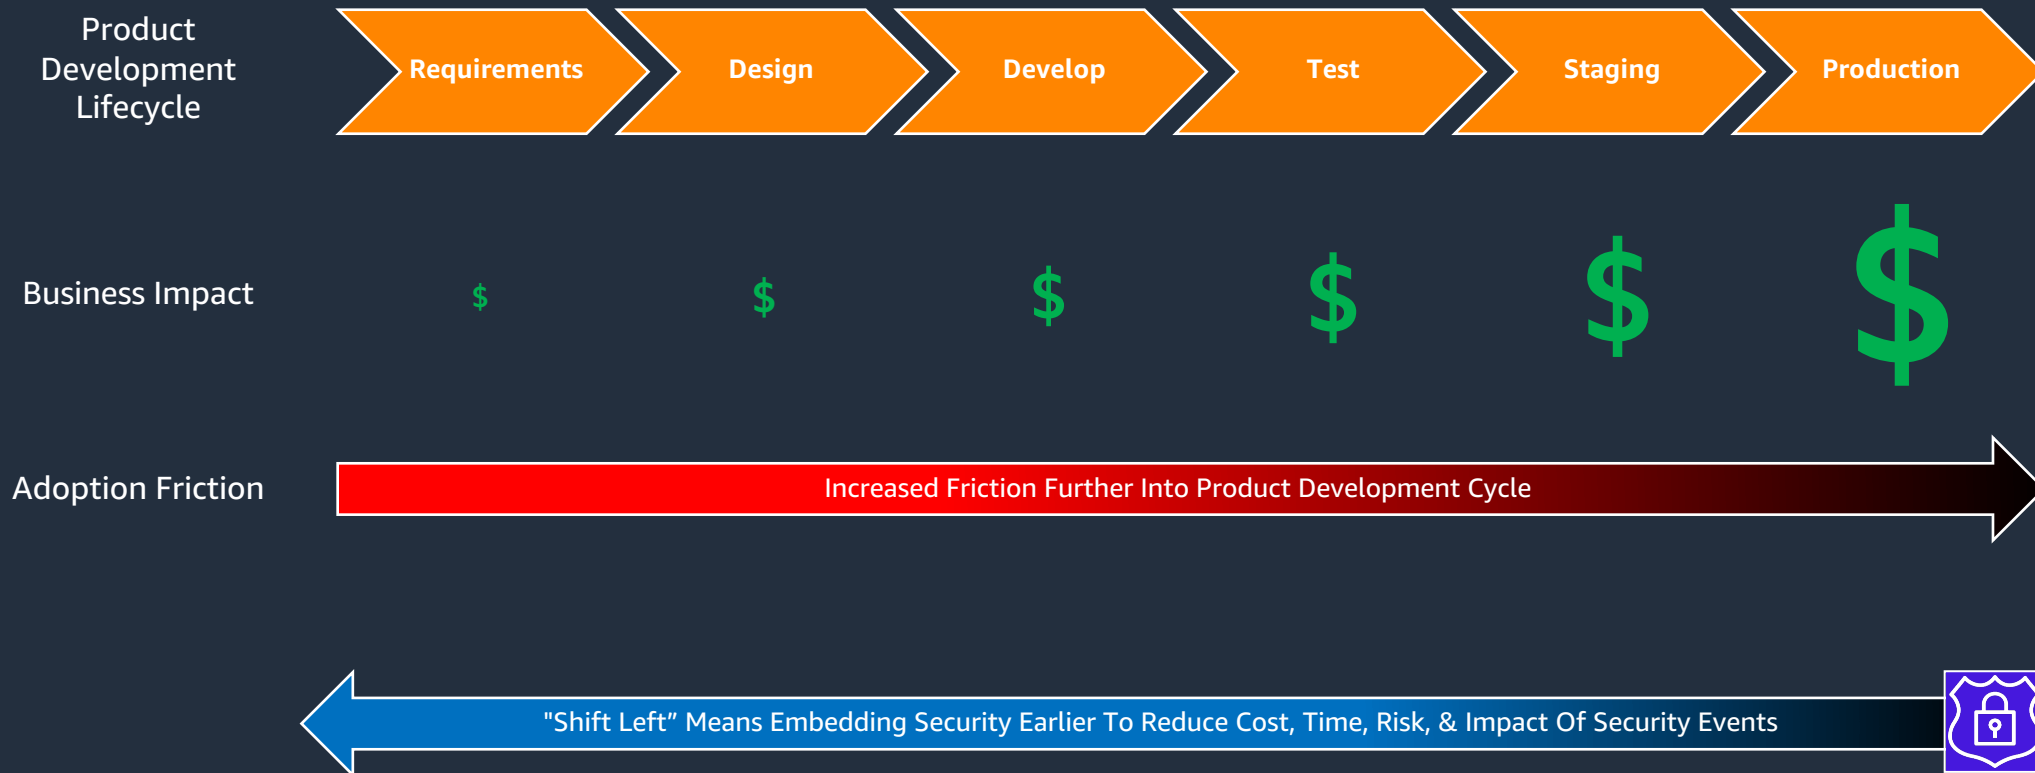 Product
Development
Lifecycle
Requirements
Design
Develop
Test
Staging
Production
Business Impact
$
$
$
$
$
$
Adoption Friction
Increased Friction Further Into Product Development Cycle
"Shift Left” Means Embedding Security Earlier To Reduce Cost, Time, Risk, & Impact Of Security Events